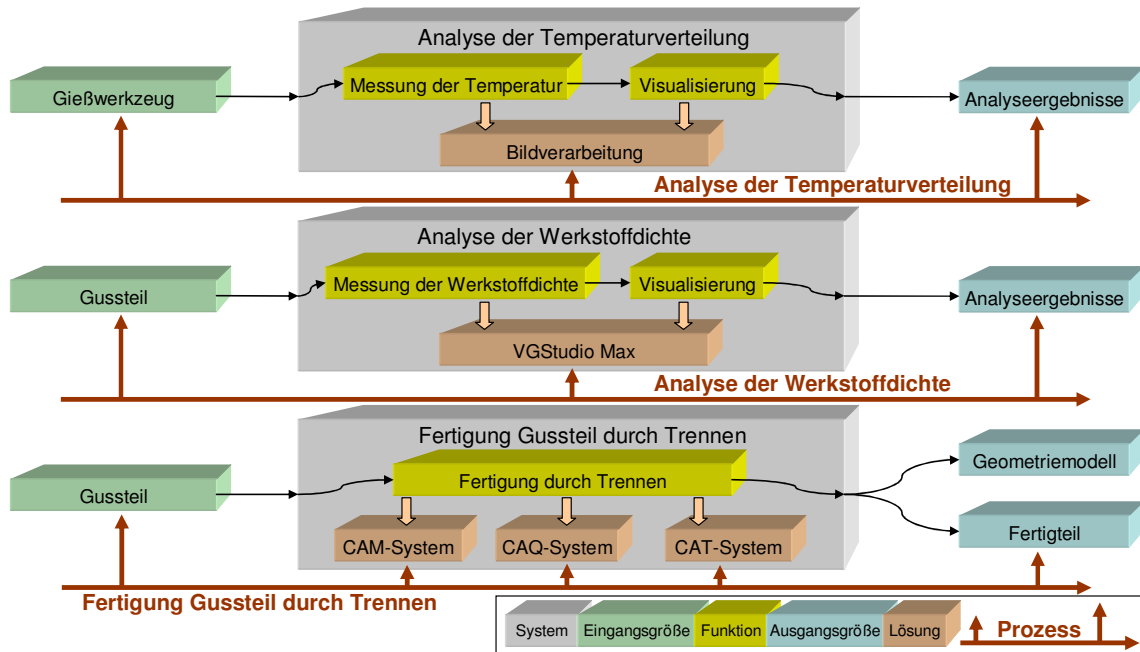 Analyse der Temperaturverteilung
Gießwerkzeug
Messung der Temperatur
Visualisierung
Analyseergebnisse
Bildverarbeitung
Analyse der Temperaturverteilung
Analyse der Werkstoffdichte
Gussteil
Messung der Werkstoffdichte
Visualisierung
Analyseergebnisse
VGStudio Max
Analyse der Werkstoffdichte
Fertigung Gussteil durch Trennen
Gussteil
Fertigung durch Trennen
Geometriemodell
CAM-System
CAQ-System
CAT-System
Fertigteil
Fertigung Gussteil durch Trennen
System
Eingangsgröße
Funktion
Ausgangsgröße
Lösung
Prozess